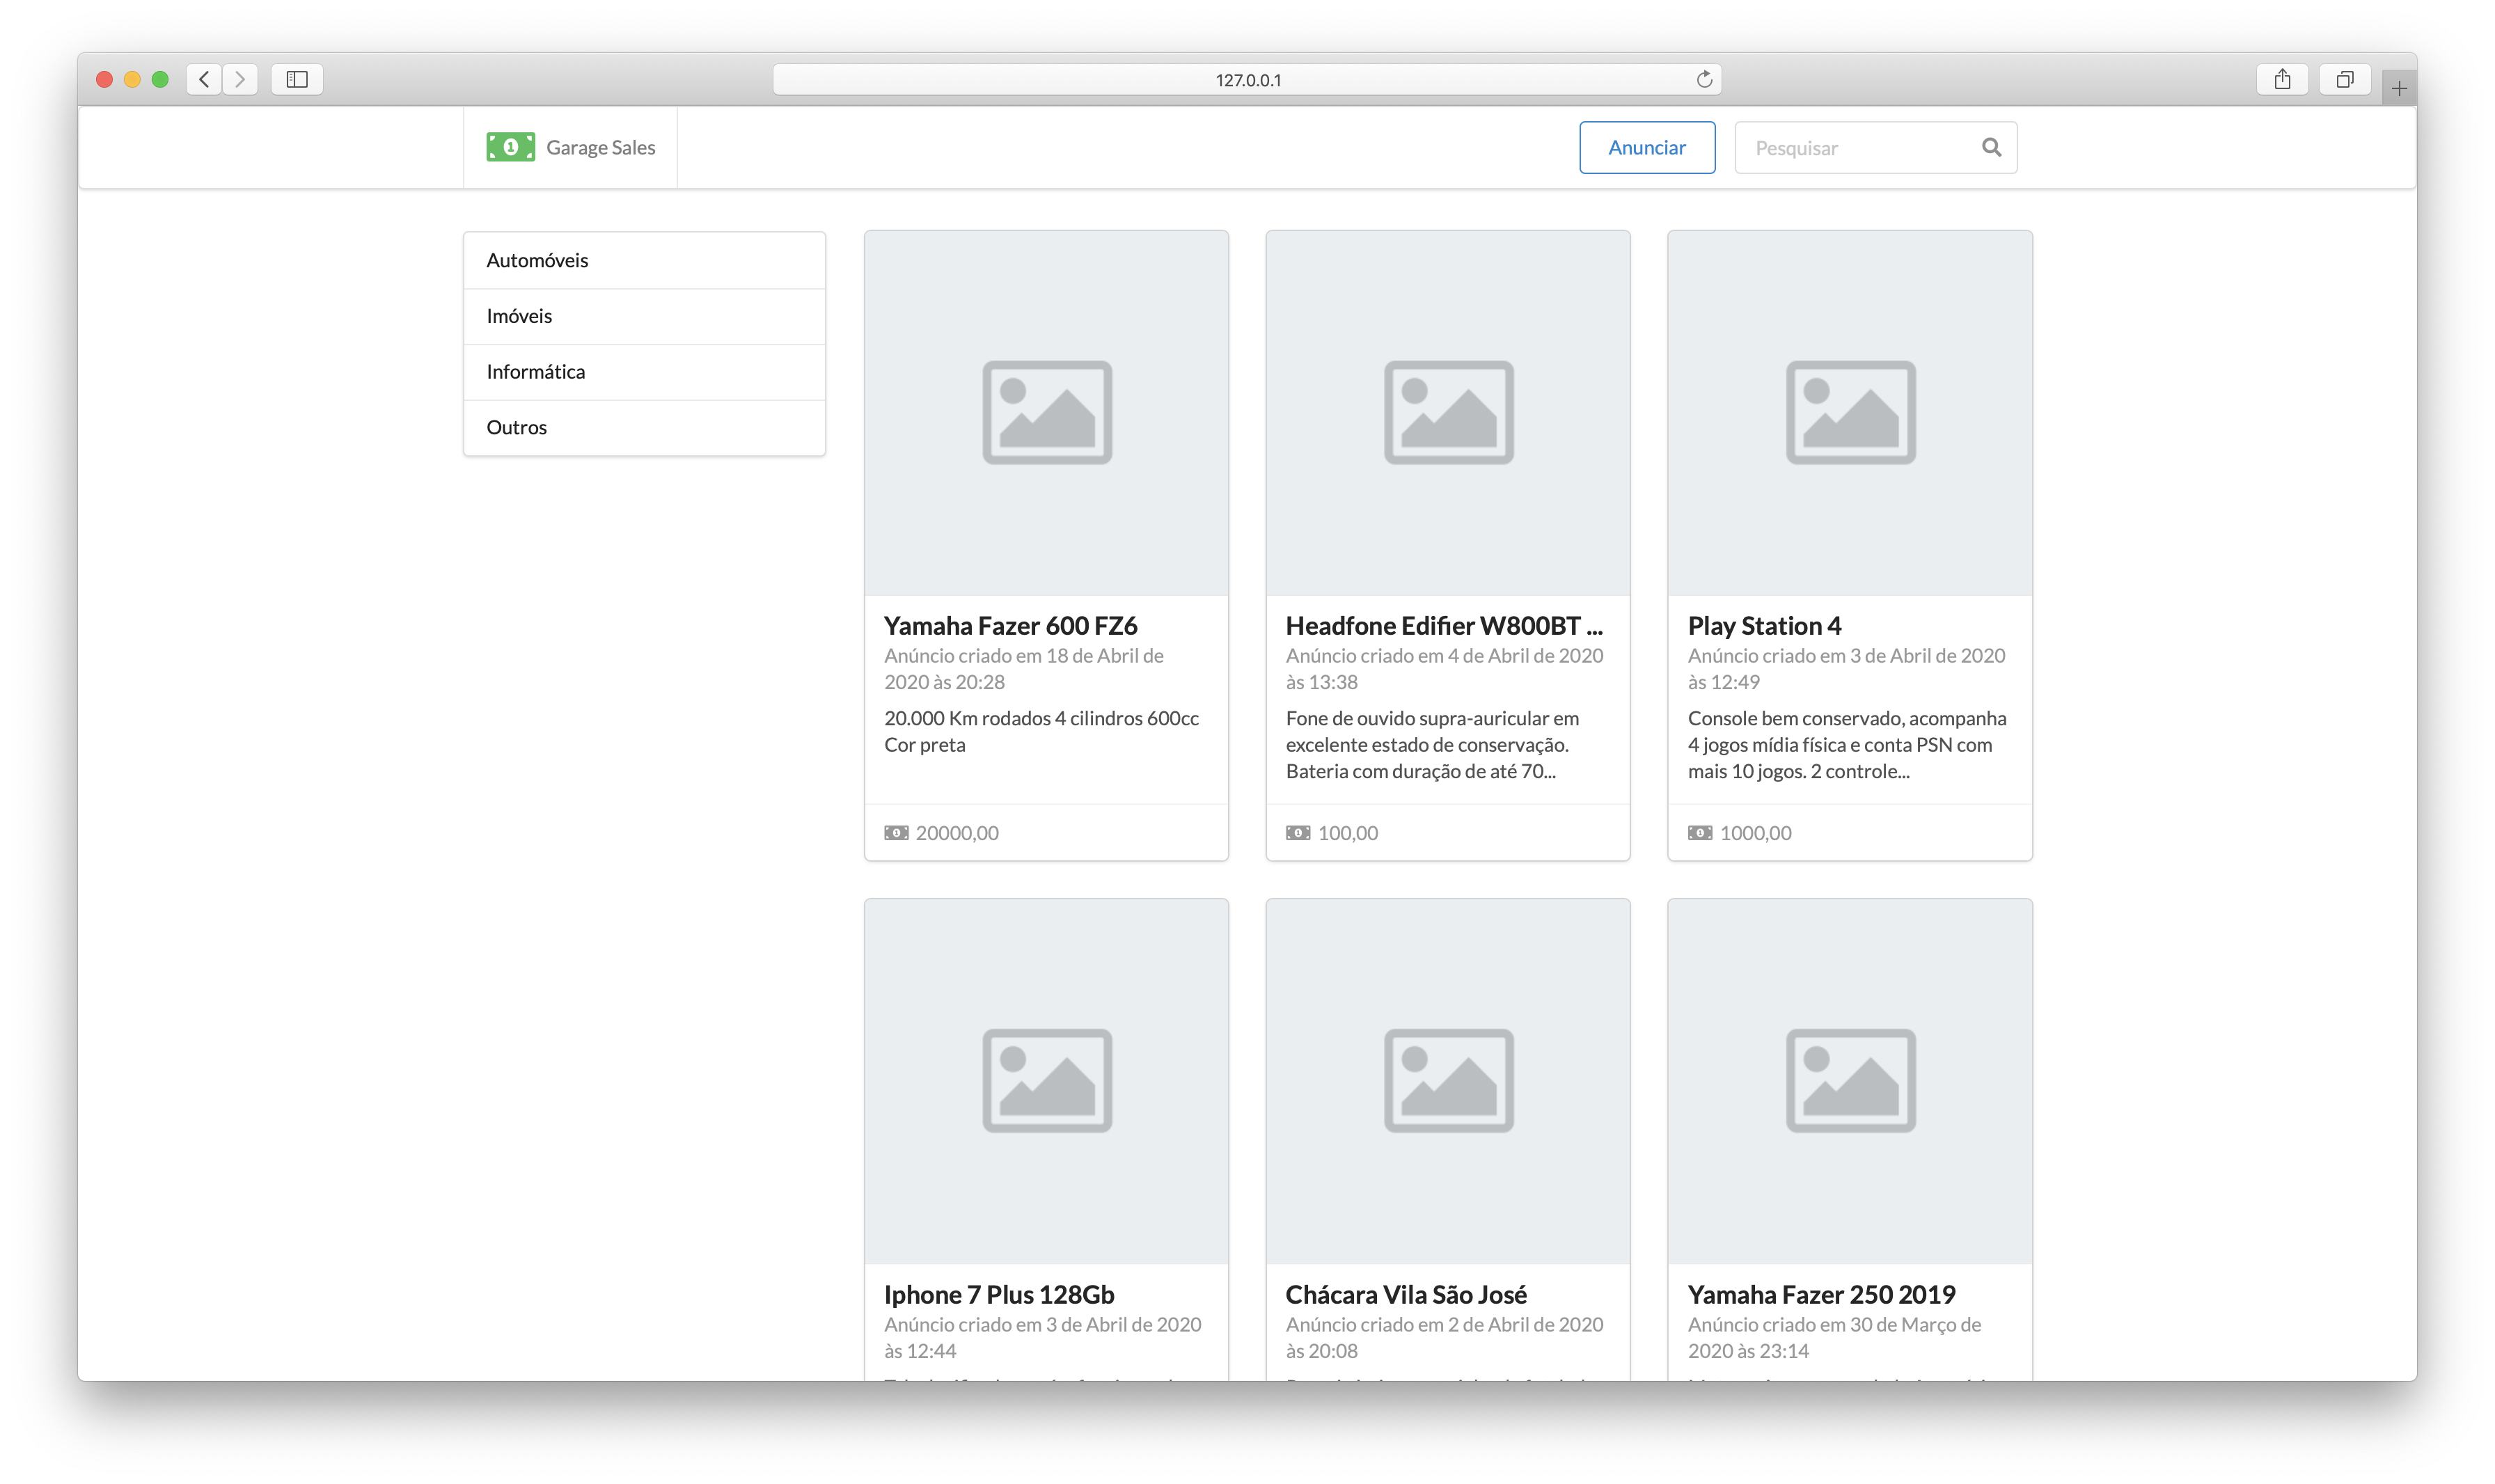 127.0.0.1
Garage Sales
Anunciar
Pesquisar
Automóveis
Imóveis
Informática
Outros
Yamaha Fazer 600 FZ6
Anúncio criado em 18 de Abril de
2020 às 20:28
20.000 Km rodados 4 cilindros 600cc
Cor preta
20000,00
Headfone Edifier W800BT ...
Anúncio criado em 4 de Abril de 2020
às 13:38
Fone de ouvido supra-auricular em
excelente estado de conservação.
Bateria com duração de até 70...
100,00
Play Station 4
Anúncio criado em 3 de Abril de 2020
às 12:49
Console bem conservado, acompanha
4 jogos mídia física e conta PSN com
mais 10 jogos. 2 controle...
1000,00
Iphone 7 Plus 128Gb
Anúncio criado em 3 de Abril de 2020
às 12:44
Chácara Vila São José
Anúncio criado em 2 de Abril de 2020
às 20:08
Yamaha Fazer 250 2019
Anúncio criado em 30 de Março de
2020 às 23:14